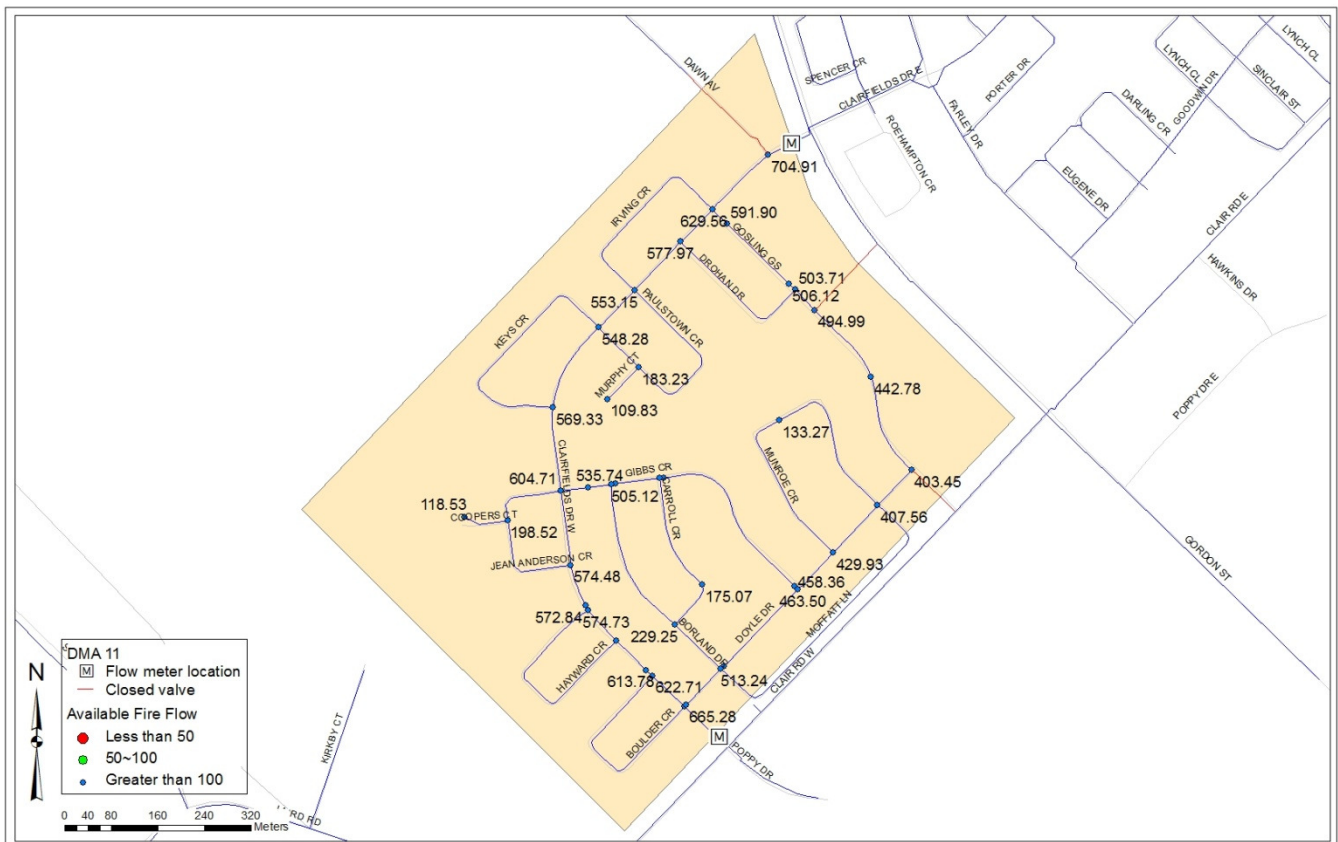 LYNCH CL
SPENCER CR
DAWN AV
CLAIRFIELDS DR E
PORTER DR
LYNCH CL
SINCLAIR ST
GOODWIN DR
DARLING CR
FARLEY DR
ROEHAMPTON CR
M
704.91
EUGENE DR
IRVING CR
CLAIR RD E
629.56
591.90
GOSLING GS
577.97
DROHAN DR
HAWKINS DR
503.71
506.12
553.15
PAULSTOWN CR
494.99
KEYS CR
548.28
MURPHY CT
183.23
442.78
109.83
POPPY DR E
569.33
133.27
MUNROE CR
CLAIRFIELDS DR W
604.71
535.74
GIBBS CR
505.12
CARROLL CR
403.45
118.53
COOPERS CT
198.52
407.56
GORDON ST
JEAN ANDERSON CR
574.48
429.93
458.36
463.50
175.07
572.84
574.73
DOYLE DR
MOFFATT LN
229.25
BORLAND DR
HAYWARD CR
CLAIR RD W
613.78
622.71
513.24
BOULDER CR
665.28
M
POPPY DR
KIRKBY CT
DMA 11
M Flow meter location
Closed valve
Available Fire Flow
Less than 50
50~100
Greater than 100
N
0 40 80 160 240 320
Meters
RD RD